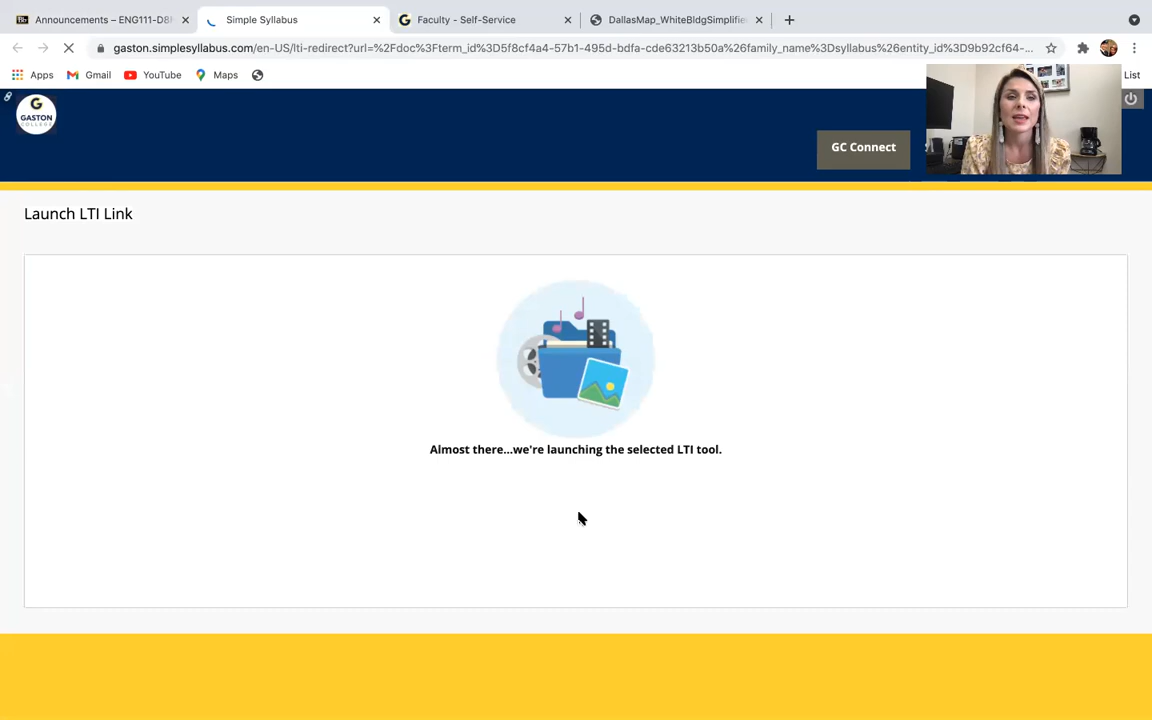 Announcements – ENG111-D8
Simple Syllabus
Faculty - Self-Service
DallasMap_WhiteBldgSimplifie
gaston.simplesyllabus.com/en-US/lti-redirect?url=%2Fdoc%3Fterm_id%3D5f8cf4a4-57b1-495d-bdfa-cde63213b50a%26family_name%3Dsyllabus%26entity_id%3D9b92cf64-...
Apps
Gmail
YouTube
Maps
List
G
GASTON
COLLEGE
GC Connect
Launch LTI Link
Almost there...we're launching the selected LTI tool.